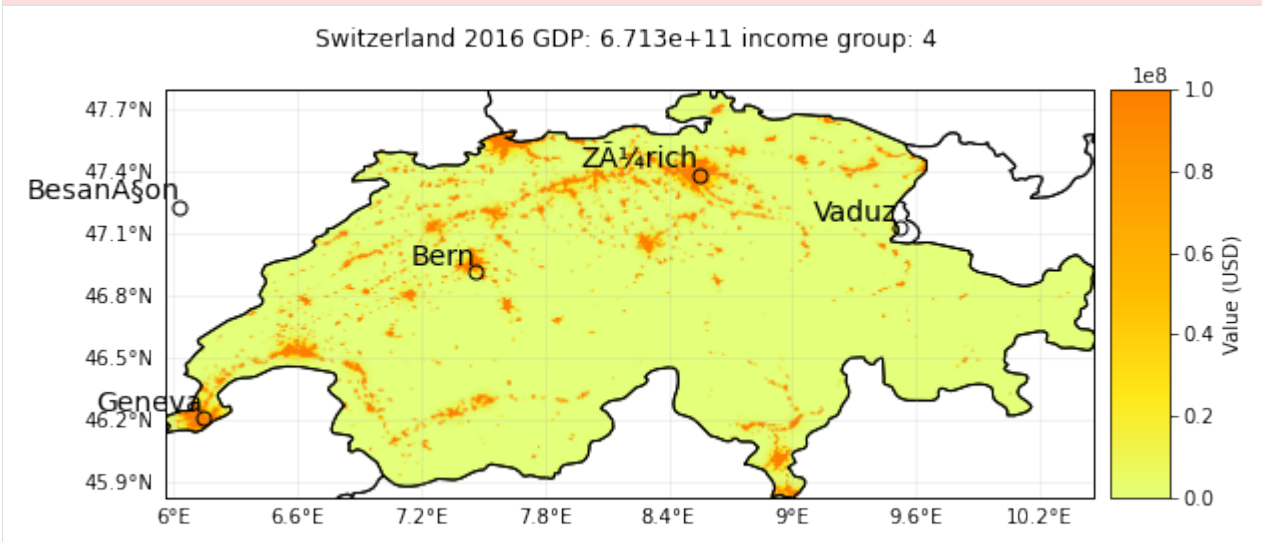 Switzerland 2016 GDP: 6.713e+11 income group: 4
1e8
47.7°N
47.4°N
47.1°N
46.8°N
46.5°N
46.2°N
45.9°N
6°E
6.6°E
7.2°E
7.8°E
8.4°E
9°E
9.6°E
10.2°E
ZÃ¼rich
BesanÃ§on
Vaduz
Bern
Geneva
1.0
0.8
0.6
0.4
0.2
0.0
Value (USD)